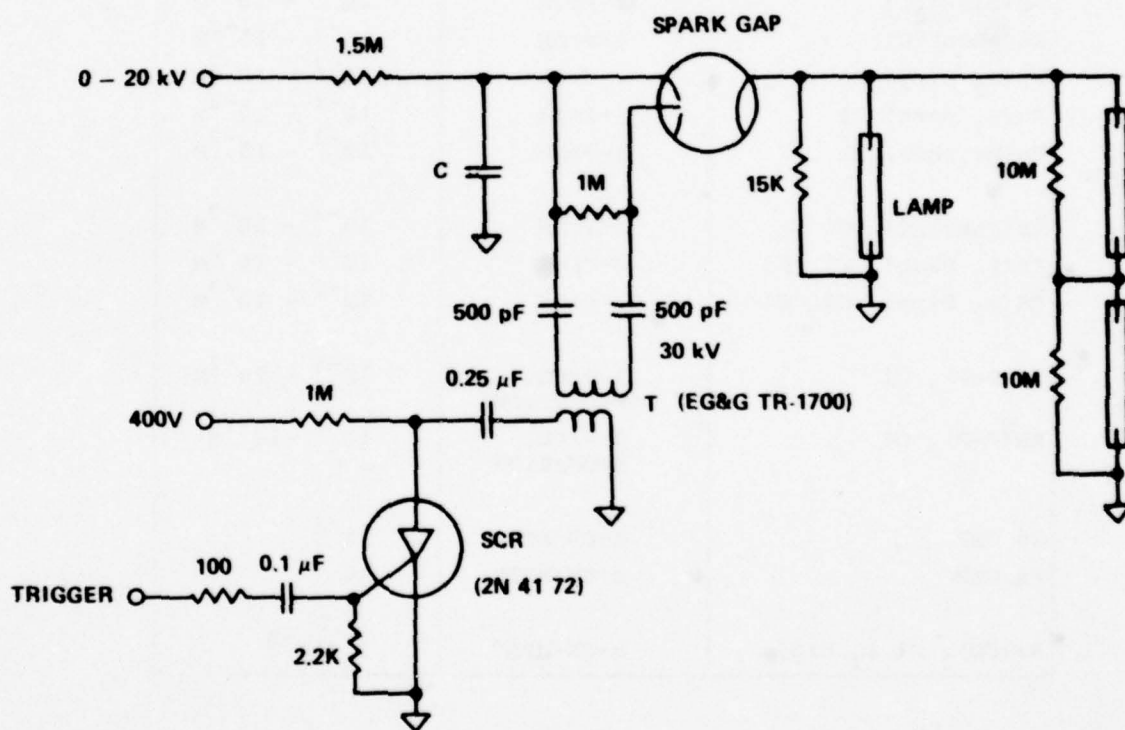 SPARK GAP
1.5M
0 – 20 kV
C
1M
15K
LAMP
10M
500 pF
500 pF
30 kV
0.25 μF
T (EG&G TR-1700)
10M
1M
400V
SCR
(2N 41 72)
100
0.1 μF
TRIGGER
2.2K